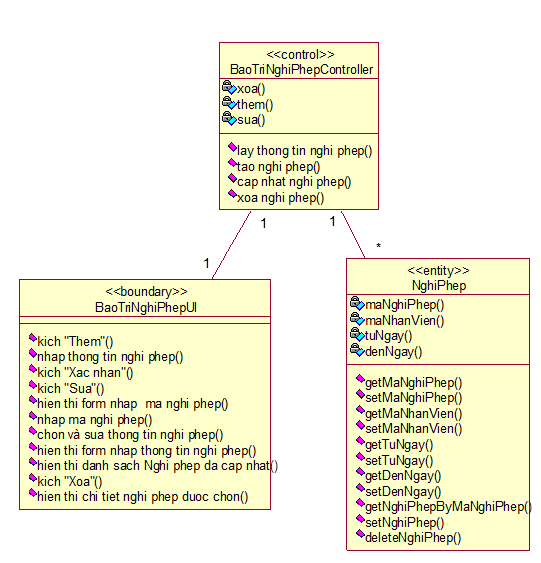 <<control>>
BaoTriNghiPhepController
xoa()
them()
sua()
lay thong tin nghi phep()
tao nghi phep()
cap nhat nghi phep()
xoa nghi phep()
1
1
1
*
<<boundary>>
BaoTriNghiPhepUI
kich "Them"()
nhap thong tin nghi phep()
kich "Xac nhan"()
kich "Sua"()
hien thi form nhap  ma nghi phep()
nhap ma nghi phep()
chon và sua thong tin nghi phep()
hien thi form nhap thong tin nghi phep()
hien thi danh sach Nghi phep da cap nhat()
kich "Xoa"()
hien thi chi tiet nghi phep duoc chon()
<<entity>>
NghiPhep
maNghiPhep()
maNhanVien()
tuNgay()
denNgay()
getMaNghiPhep()
setMaNghiPhep()
getMaNhanVien()
setMaNhanVien()
getTuNgay()
setTuNgay()
getDenNgay()
setDenNgay()
getNghiPhepByMaNghiPhep()
setNghiPhep()
deleteNghiPhep()